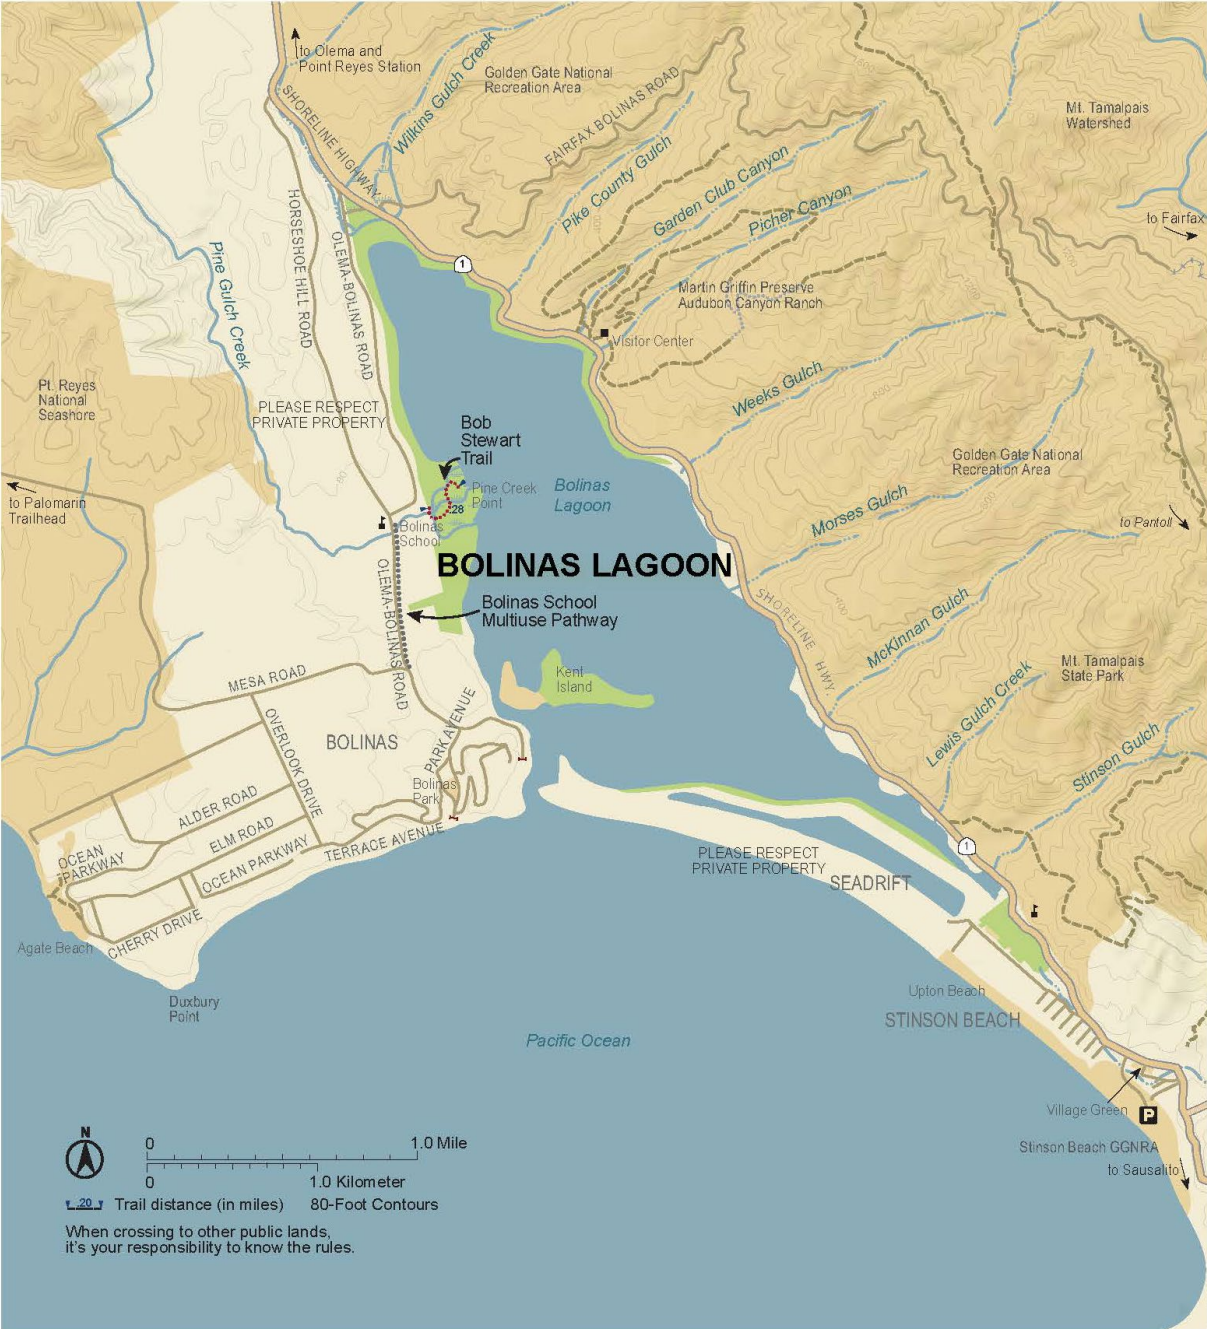 to Olema and
Point Reyes Station
Wilkins Gulch Creek
Golden Gate National
Recreation Area
FAIRFAX BOLINAS ROAD
Mt. Tamalpais
Watershed
SHORELINE HIGHWAY
Pike County Gulch
Garden Club Canyon
Picher Canyon
to Fairfax
HORSESHOE HILL ROAD
OLEMA-BOLINAS ROAD
Pine Gulch Creek
1
Martin Griffin Preserve
Audubon Canyon Ranch
Visitor Center
Weeks Gulch
Pt. Reyes
National
Seashore
PLEASE RESPECT
PRIVATE PROPERTY
Bob
Stewart
Trail
Golden Gate National
Recreation Area
to Palomarin
Trailhead
Pine Creek
Point
.28
Bolinas
Lagoon
Morses Gulch
to Pantoll
Bolinas
School
BOLINAS LAGOON
OLEMA-BOLINAS ROAD
Bolinas School
Multiuse Pathway
SHORELINE HWY.
McKinnan Gulch
Mt. Tamalpais
State Park
Kent
Island
MESA ROAD
Lewis Gulch Creek
Stinson Gulch
OVERLOOK DRIVE
BOLINAS
PARK AVENUE
Bolinas
Park
ALDER ROAD
ELM ROAD
OCEAN
PARKWAY
OCEAN PARKWAY
TERRACE AVENUE
1
PLEASE RESPECT
PRIVATE PROPERTY
SEADRIFT
CHERRY DRIVE
Agate Beach
Duxbury
Point
Upton Beach
STINSON BEACH
Pacific Ocean
Village Green
P
Stinson Beach GGNRA
to Sausalito
N
0 1.0 Mile
0 1.0 Kilometer
.20 Trail distance (in miles) 80-Foot Contours
When crossing to other public lands,
it's your responsibility to know the rules.